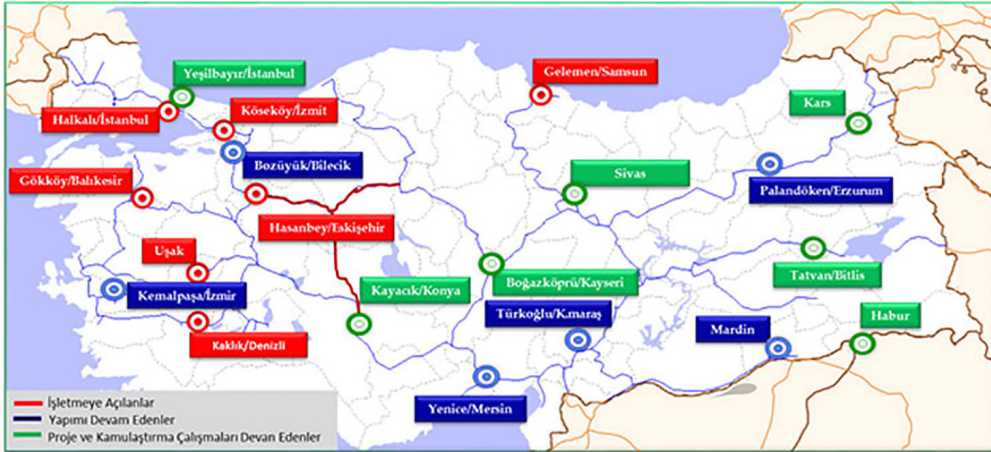 Yeşilbayır/İstanbul
Gelemen/Samsun
Halkalı/İstanbul
Köseköy/İzmit
Kars
Bozüyük/Bilecik
Gökköy/Balıkesir
Sivas
Palandöken/Erzurum
Hasanbey/Eskişehir
Uşak
Kemalpaşa/İzmir
Kayacık/Konya
Boğazköprü/Kayseri
Tatvan/Bitlis
Türkoğlu/K.maraş
Mardin
Habur
Kaklık/Denizli
Yenice/Mersin
İşletmeye Açılanlar
Yapımı Devam Edenler
Proje ve Kamulaştırma Çalışmaları Devan Edenler